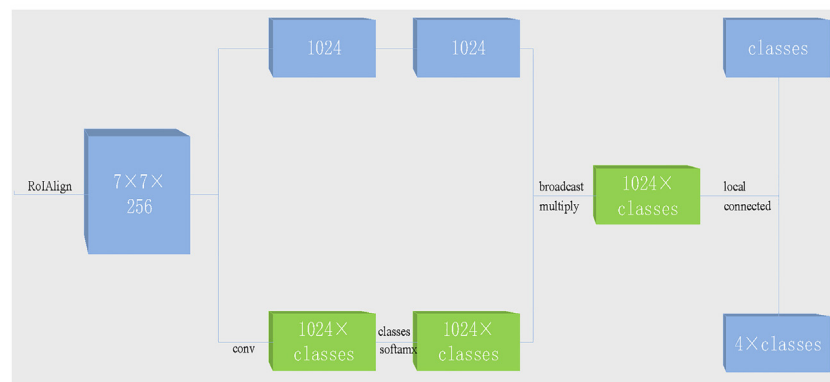 1024
1024
classes
RoIAlign
7×7×
256
broadcast
multiply
1024×
classes
local
connected
conv
1024×
classes
classes
softamx
1024×
classes
4×classes